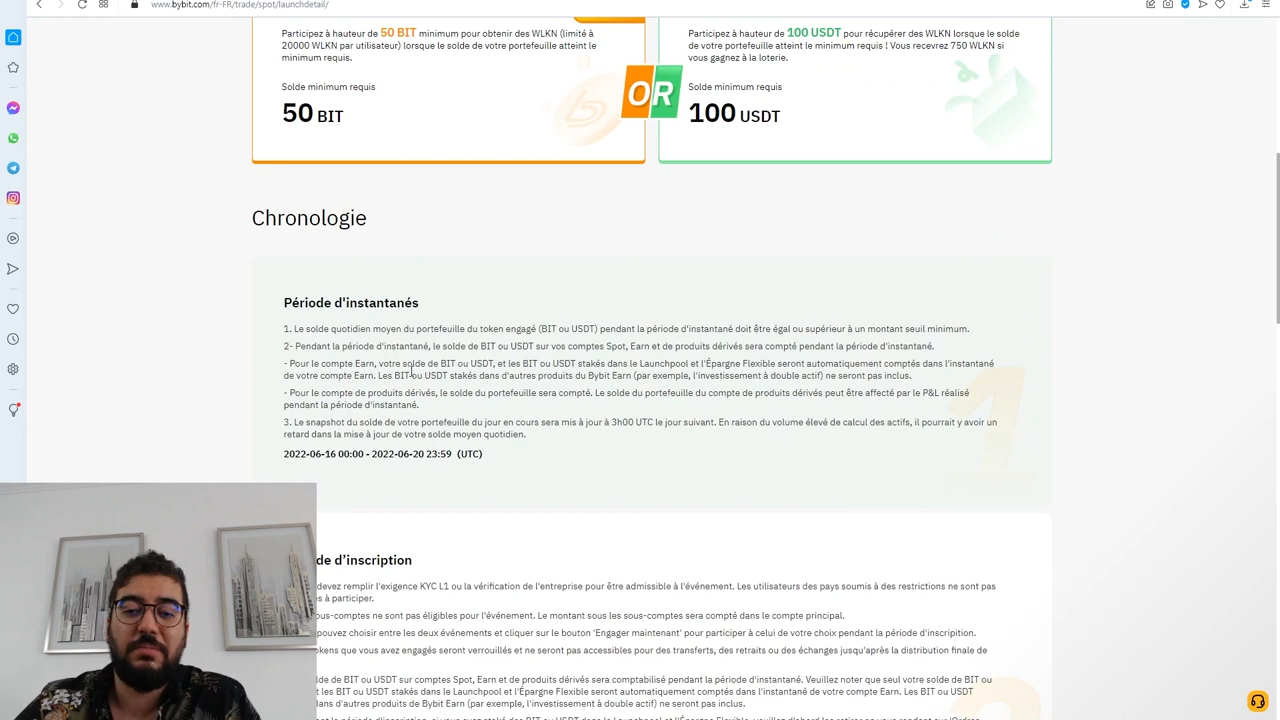 www.bybit.com/fr-FR/trade/spot/launchdetail/
Participez à hauteur de 50 BIT minimum pour obtenir des WLKN (limité à
20000 WLKN par utilisateur) lorsque le solde de votre portefeuille atteint le
minimum requis.
Solde minimum requis
50 BIT
OR
Participez à hauteur de 100 USDT pour récupérer des WLKN lorsque le solde
de votre portefeuille atteint le minimum requis ! Vous recevrez 750 WLKN si
vous gagnez à la loterie.
Solde minimum requis
100 USDT
Chronologie
Période d'instantanés
1. Le solde quotidien moyen du portefeuille du token engagé (BIT ou USDT) pendant la période d'instantané doit être égal ou supérieur à un montant seuil minimum.
2- Pendant la période d'instantané, le solde de BIT ou USDT sur vos comptes Spot, Earn et de produits dérivés sera compté pendant la période d'instantané.
- Pour le compte Earn, votre solde de BIT ou USDT, et les BIT ou USDT stakés dans le Launchpool et l'Épargne Flexible seront automatiquement comptés dans l'instantané
de votre compte Earn. Les BIT ou USDT stakés dans d'autres produits du Bybit Earn (par exemple, l'investissement à double actif) ne seront pas inclus.
- Pour le compte de produits dérivés, le solde du portefeuille sera compté. Le solde du portefeuille du compte de produits dérivés peut être affecté par le P&L réalisé
pendant la période d'instantané.
3. Le snapshot du solde de votre portefeuille du jour en cours sera mis à jour à 3h00 UTC le jour suivant. En raison du volume élevé de calcul des actifs, il pourrait y avoir un
retard dans la mise à jour de votre solde moyen quotidien.
2022-06-16 00:00 - 2022-06-20 23:59 (UTC)
1
de d'inscription
devez remplir l'exigence KYC L1 ou la vérification de l'entreprise pour être admissible à l'événement. Les utilisateurs des pays soumis à des restrictions ne sont pas
s à participer.
ous-comptes ne sont pas éligibles pour l'événement. Le montant sous les sous-comptes sera compté dans le compte principal.
pouvez choisir entre les deux événements et cliquer sur le bouton 'Engager maintenant' pour participer à celui de votre choix pendant la période d'inscripition.
okens que vous avez engagés seront verrouillés et ne seront pas accessibles pour des transferts, des retraits ou des échanges jusqu'après la distribution finale de
lde de BIT ou USDT sur comptes Spot, Earn et de produits dérivés sera comptabilisé pendant la période d'instantané. Veuillez noter que seul votre solde de BIT ou
t les BIT ou USDT stakés dans le Launchpool et l'Épargne Flexible seront automatiquement comptés dans l'instantané de votre compte Earn. Les BIT ou USDT
dans d'autres produits de Bybit Earn (par exemple, l'investissement à double actif) ne seront pas inclus.